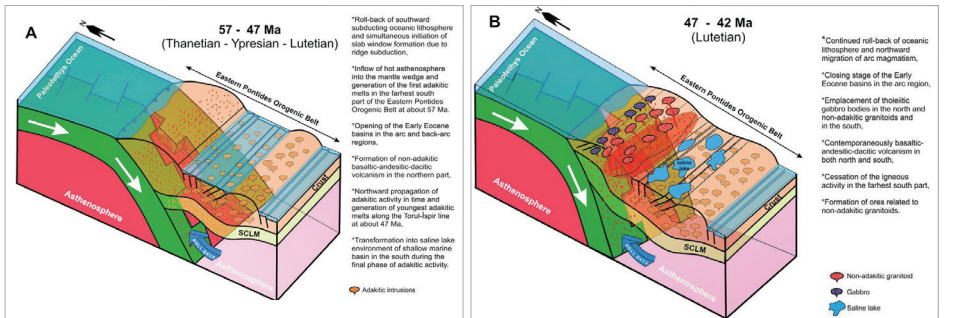 A
57 - 47 Ma
(Thanetian - Ypresian - Lutetian)
Paleotethys Ocean
Eastern Pontides Orogenic Belt
Asthenosphere
Crust
SCLM
ROLL-BACK
Asthenosphere
*Roll-back of southward
subducting oceanic lithosphere
and simultaneous initiation of
slab window formation due to
ridge subduction,
*Inflow of hot asthenosphere
into the mantle wedge and
generation of the first adakitic
melts in the farhest south
part of the Eastern Pontides
Orogenic Belt at about 57 Ma.
*Opening of the Early Eocene
basins in the arc and back-arc
regions.
*Formation of non-adakitic
basaltic-andesitic-dacitic
volcanism in the northern part,
*Northward propagation of
adakitic activity in time and
generation of youngest adakitic
melts along the Torul-İspir line
at about 47 Ma,
*Transformation into saline lake
environment of shallow marine
basin in the south during the
final phase of adakitic activity.
Adakitic intrusions
B
47 - 42 Ma
(Lutetian)
Paleotethys Ocean
Eastern Pontides Orogenic Belt
saline
lake
Asthenosphere
Crust
SCLM
ROLL-BACK
Asthenosphere
*Continued roll-back of oceanic
lithosphere and northward
migration of arc magmatism,
*Closing stage of the Early
Eocene basins in the arc region,
*Emplacement of tholeiitic
gabbro bodies in the north and
non-adakitic granitoids and
in the south,
*Contemporaneously basaltic-
andesitic-dacitic volcanism in
both north and south,
*Cessation of the igneous
activity in the farhest south part,
*Formation of ores related to
non-adakitic granitoids.
Non-adakitic granitoid
Gabbro
Saline lake